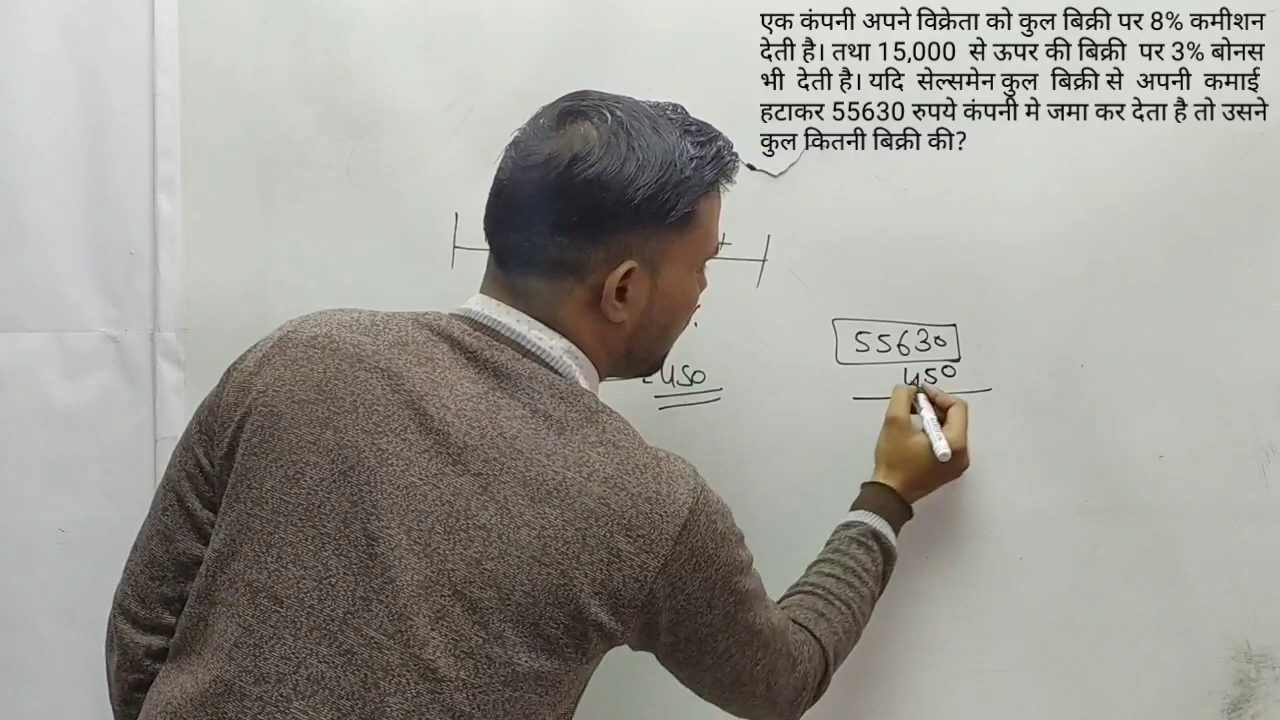 एक कंपनी अपने विक्रेता को कुल बिक्री पर 8% कमीशन
देती है। तथा 15,000 से ऊपर की बिक्री पर 3% बोनस
भी देती है। यदि सेल्समेन कुल बिक्री से अपनी कमाई
हटाकर 55630 रुपये कंपनी मे जमा कर देता है तो उसने
कुल कितनी बिक्री की?
55630
450
450